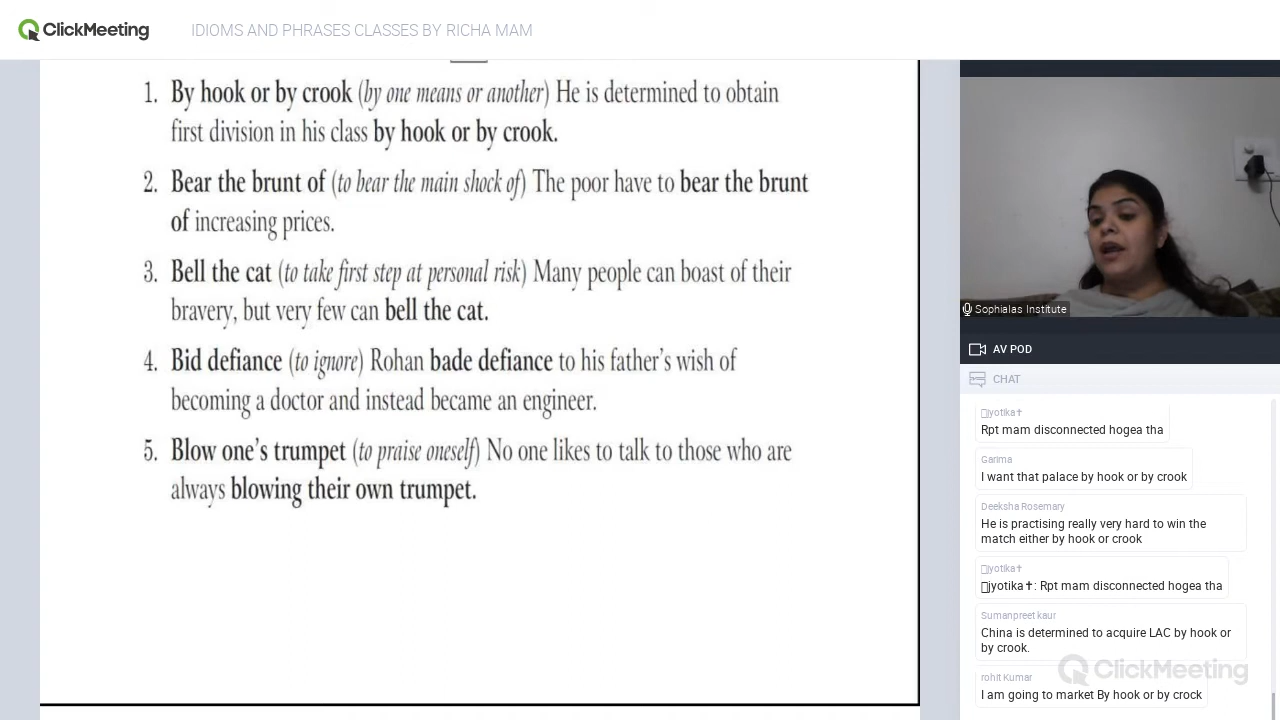 ClickMeeting
IDIOMS AND PHRASES CLASSES BY RICHA MAM
1. By hook or by crook (by one means or another) He is determined to obtain
first division in his class by hook or by crook.
2. Bear the brunt of (to bear the main shock of) The poor have to bear the brunt
of increasing prices.
3. Bell the cat (to take first step at personal risk) Many people can boast of their
bravery, but very few can bell the cat.
4. Bid defiance (to ignore) Rohan bade defiance to his father's wish of
becoming a doctor and instead became an engineer.
5. Blow one's trumpet (to praise oneself) No one likes to talk to those who are
always blowing their own trumpet.
Sophialas Institute
AV POD
CHAT
jyotika✝
Rpt mam disconnected hogea tha
Garima
I want that palace by hook or by crook
Deeksha Rosemary
He is practising really very hard to win the
match either by hook or crook
jyotika✝
jyotika✝: Rpt mam disconnected hogea tha
Sumanpreet kaur
China is determined to acquire LAC by hook or
by crook.
rohit Kumar
I am going to market By hook or by crock
ClickMeeting